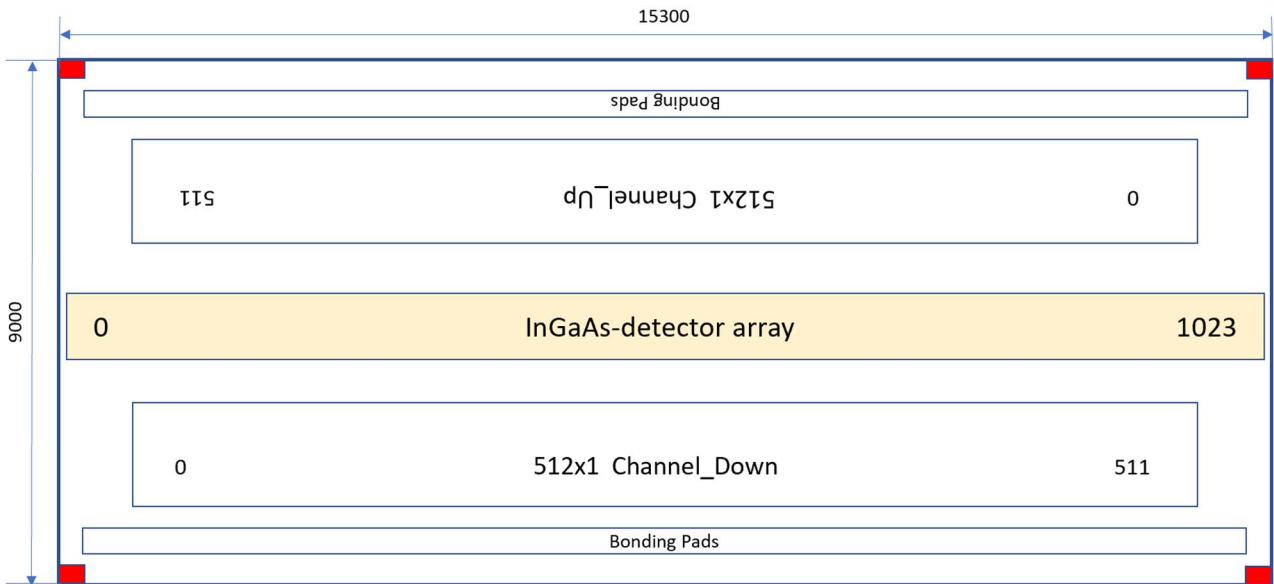 15300
9000
Bonding Pads
511 512x1 Channel_Up 0
0 InGaAs-detector array 1023
0 512x1 Channel_Down 511
Bonding Pads